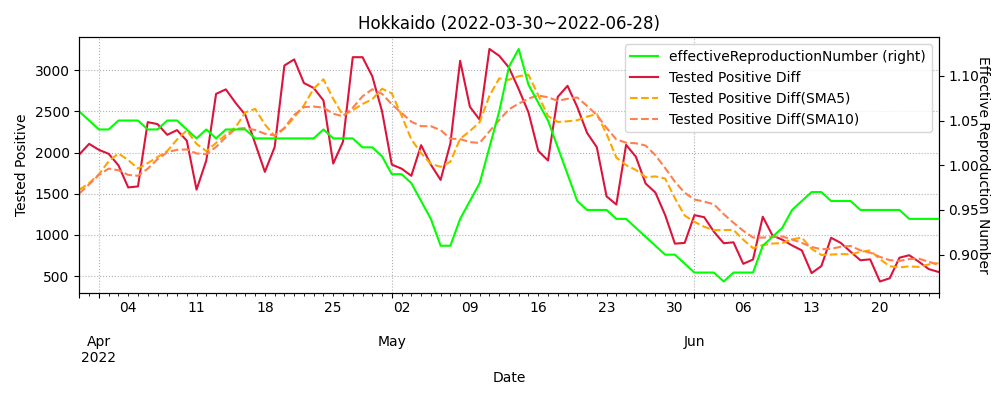 Hokkaido (2022-03-30~2022-06-28)
effectiveReproductionNumber (right)
Tested Positive Diff
Tested Positive Diff(SMA5)
Tested Positive Diff(SMA10)
Tested Positive
3000
2500
2000
1500
1000
500
Effective Reproduction Number
1.10
1.05
1.00
0.95
0.90
04 11 18 25 02 09 16 23 30 06 13 20
Apr May Jun
2022
Date